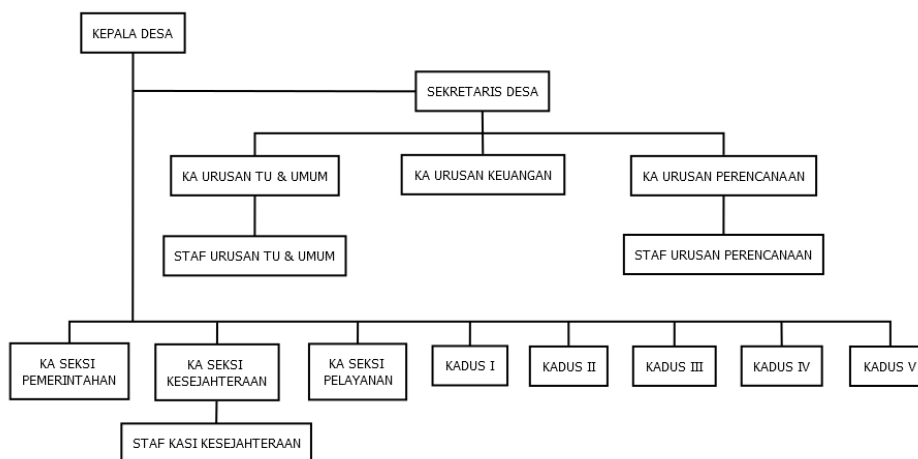 KEPALA DESA
SEKRETARIS DESA
KA URUSAN TU & UMUM
KA URUSAN KEUANGAN
KA URUSAN PERENCANAAN
STAF URUSAN TU & UMUM
STAF URUSAN PERENCANAAN
KA SEKSI
PEMERINTAHAN
KA SEKSI
KESEJAHTERAAN
KA SEKSI
PELAYANAN
KADUS I
KADUS II
KADUS III
KADUS IV
KADUS V
STAF KASI KESEJAHTERAAN